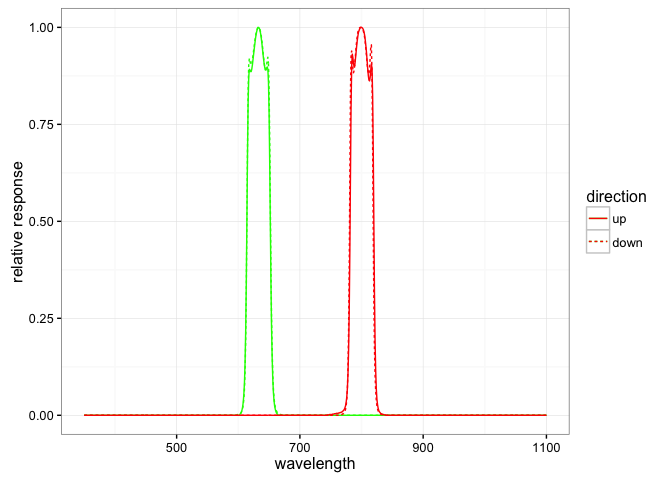 1.00
0.75
0.50
0.25
0.00
relative response
500
700
900
1100
wavelength
direction
up
down